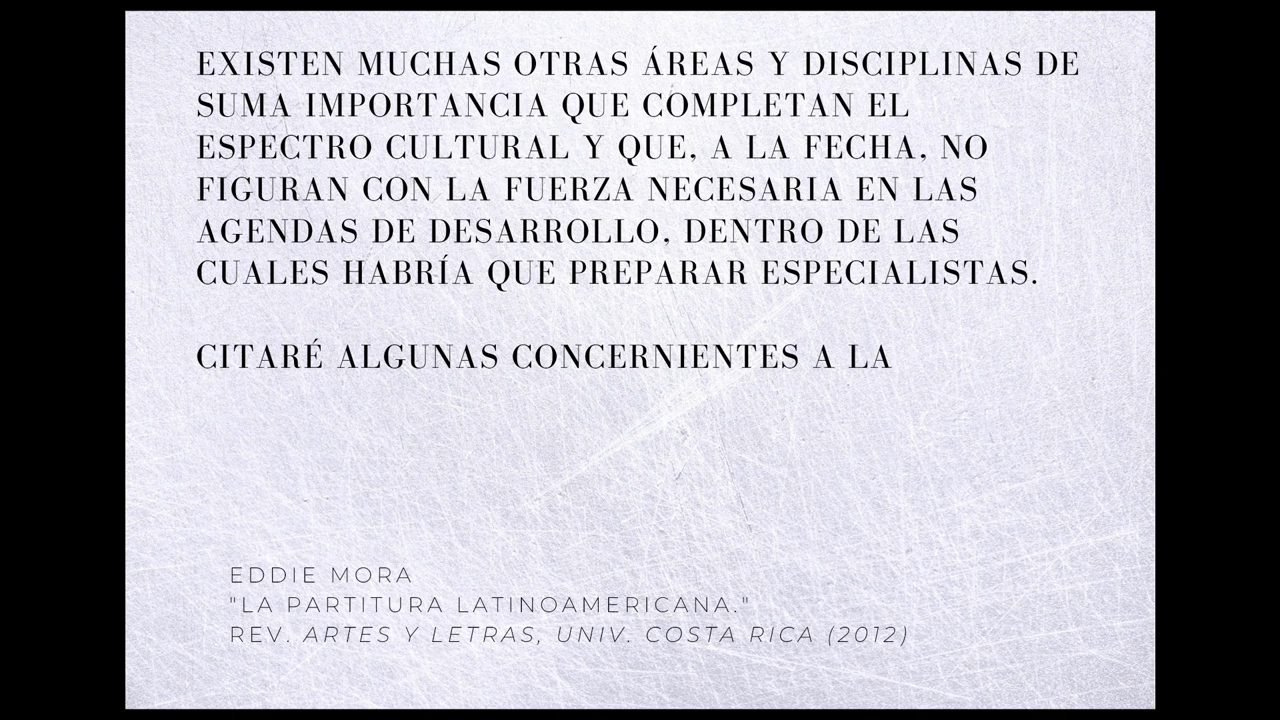 EXISTEN MUCHAS OTRAS ÁREAS Y DISCIPLINAS DE
SUMA IMPORTANCIA QUE COMPLETAN EL
ESPECTRO CULTURAL Y QUE, A LA FECHA, NO
FIGURAN CON LA FUERZA NECESARIA EN LAS
AGENDAS DE DESARROLLO, DENTRO DE LAS
CUALES HABRÍA QUE PREPARAR ESPECIALISTAS.
CITARÉ ALGUNAS CONCERNIENTES A LA
EDDIE MORA
"LA PARTITURA LATINOAMERICANA."
REV. ARTES Y LETRAS, UNIV. COSTA RICA (2012)